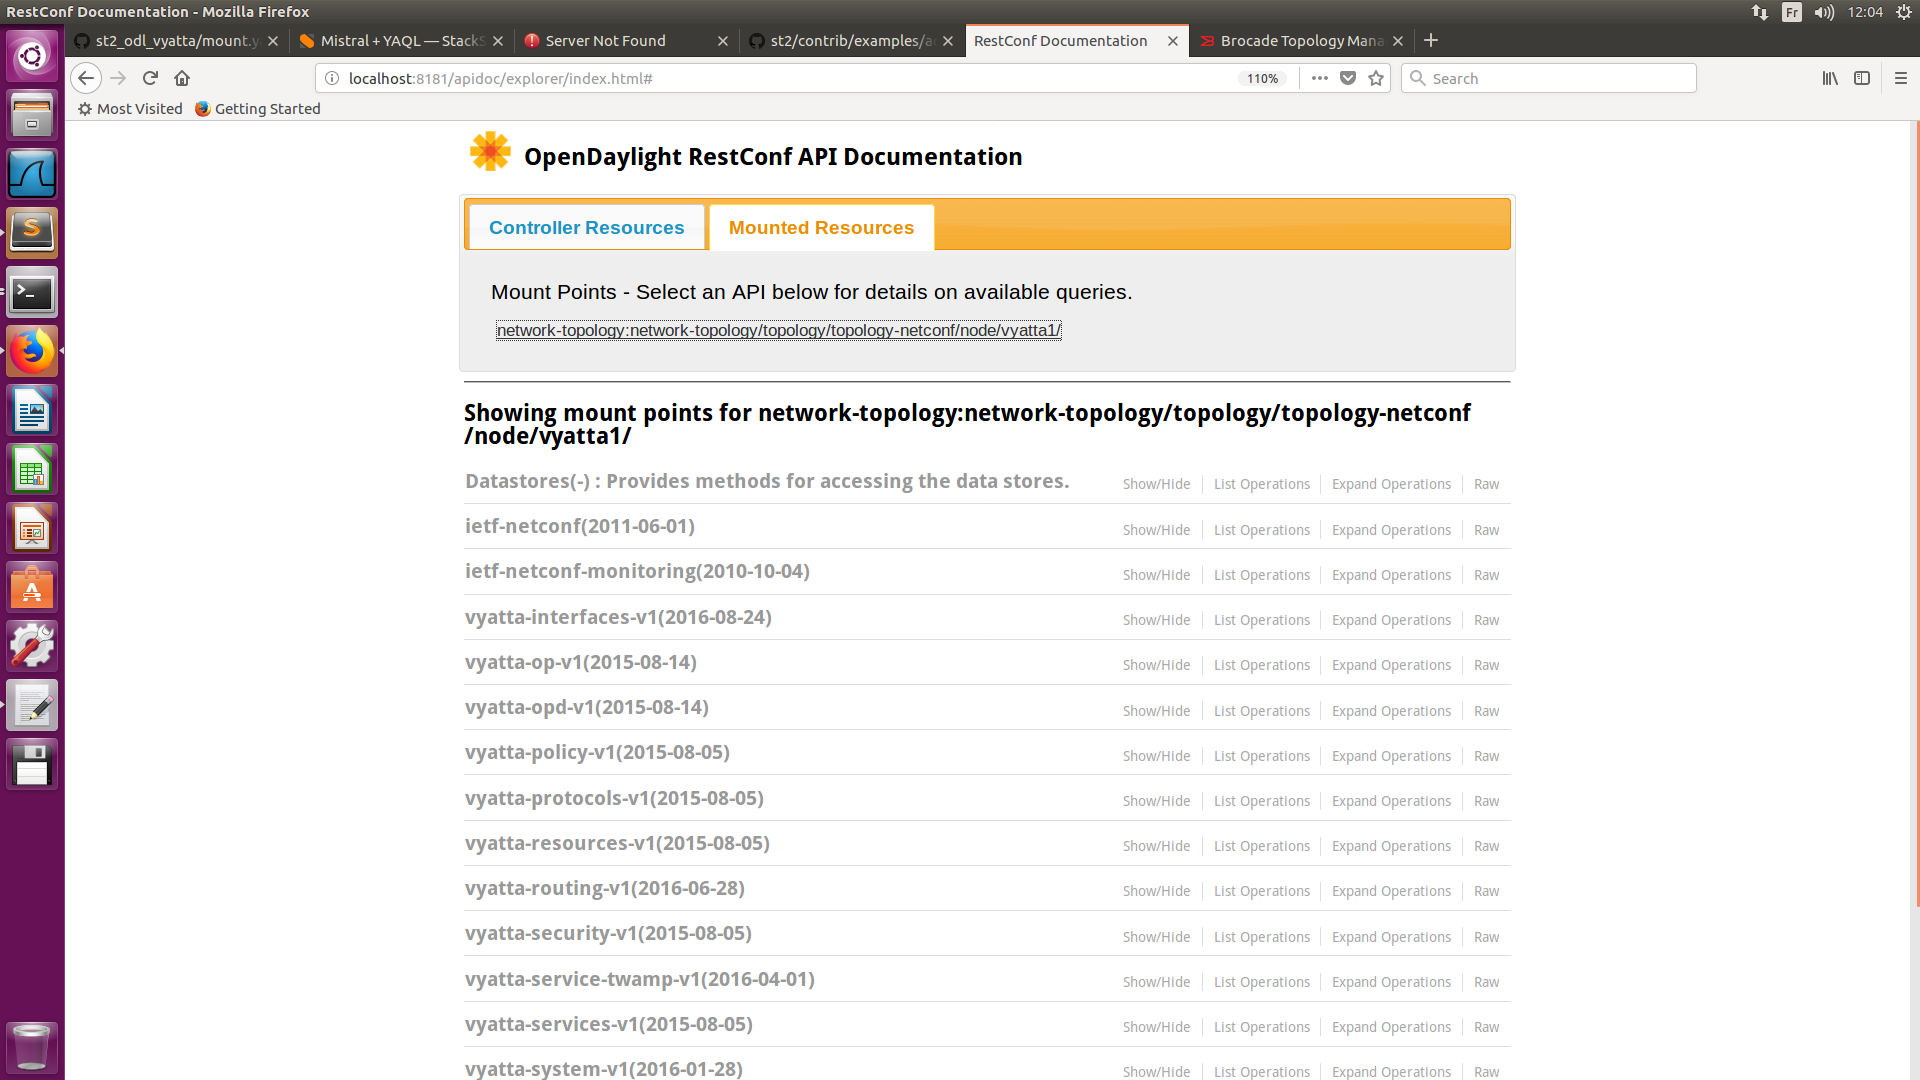 RestConf Documentation - Mozilla Firefox
Fr
12:04
st2_odl_vyatta/mount.y
Mistral + YAQL — StackS
Server Not Found
st2/contrib/examples/a
RestConf Documentation
Brocade Topology Mana
localhost:8181/apidoc/explorer/index.html#
110%
Search
Most Visited
Getting Started
OpenDaylight RestConf API Documentation
Controller Resources
Mounted Resources
Mount Points - Select an API below for details on available queries.
network-topology:network-topology/topology/topology-netconf/node/vyatta1/
Showing mount points for network-topology:network-topology/topology/topology-netconf
/node/vyatta1/
Datastores(-) : Provides methods for accessing the data stores. Show/Hide List Operations Expand Operations Raw
ietf-netconf(2011-06-01) Show/Hide List Operations Expand Operations Raw
ietf-netconf-monitoring(2010-10-04) Show/Hide List Operations Expand Operations Raw
vyatta-interfaces-v1(2016-08-24) Show/Hide List Operations Expand Operations Raw
vyatta-op-v1(2015-08-14) Show/Hide List Operations Expand Operations Raw
vyatta-opd-v1(2015-08-14) Show/Hide List Operations Expand Operations Raw
vyatta-policy-v1(2015-08-05) Show/Hide List Operations Expand Operations Raw
vyatta-protocols-v1(2015-08-05) Show/Hide List Operations Expand Operations Raw
vyatta-resources-v1(2015-08-05) Show/Hide List Operations Expand Operations Raw
vyatta-routing-v1(2016-06-28) Show/Hide List Operations Expand Operations Raw
vyatta-security-v1(2015-08-05) Show/Hide List Operations Expand Operations Raw
vyatta-service-twamp-v1(2016-04-01) Show/Hide List Operations Expand Operations Raw
vyatta-services-v1(2015-08-05) Show/Hide List Operations Expand Operations Raw
vyatta-system-v1(2016-01-28) Show/Hide List Operations Expand Operations Raw